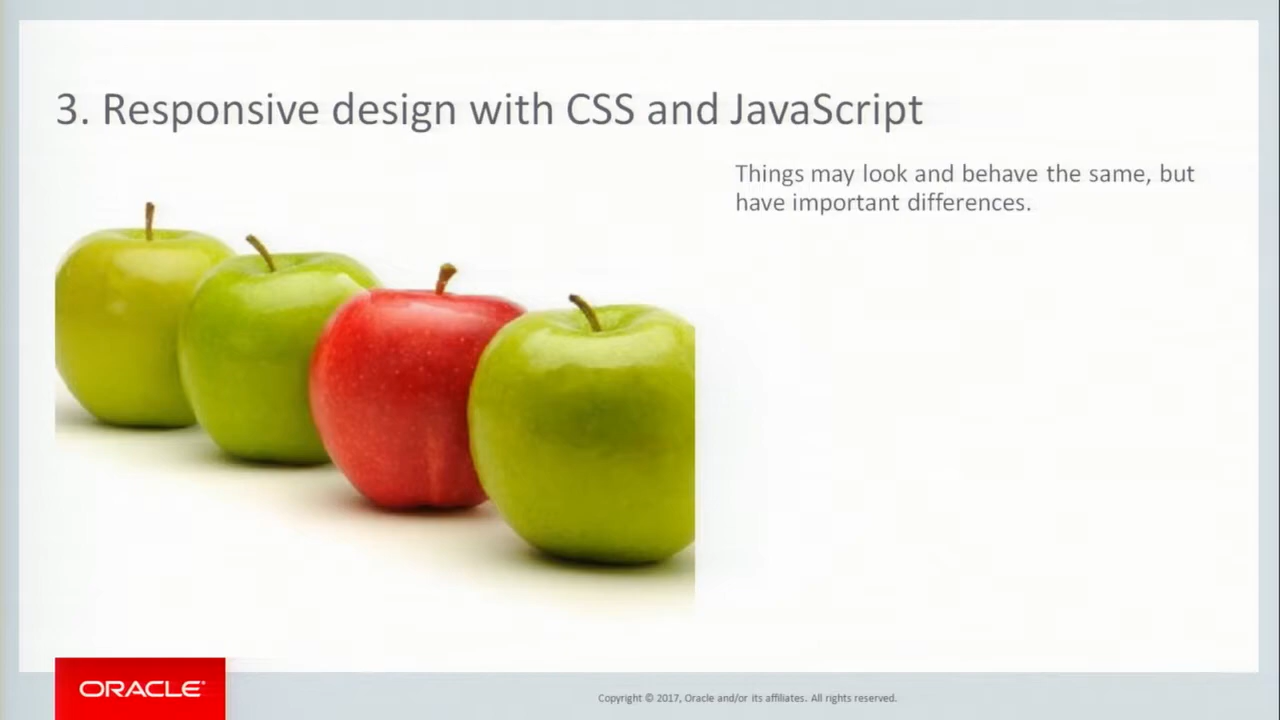 3. Responsive design with CSS and JavaScript
Things may look and behave the same, but
have important differences.
ORACLE®
Copyright © 2017, Oracle and/or its affiliates. All rights reserved.